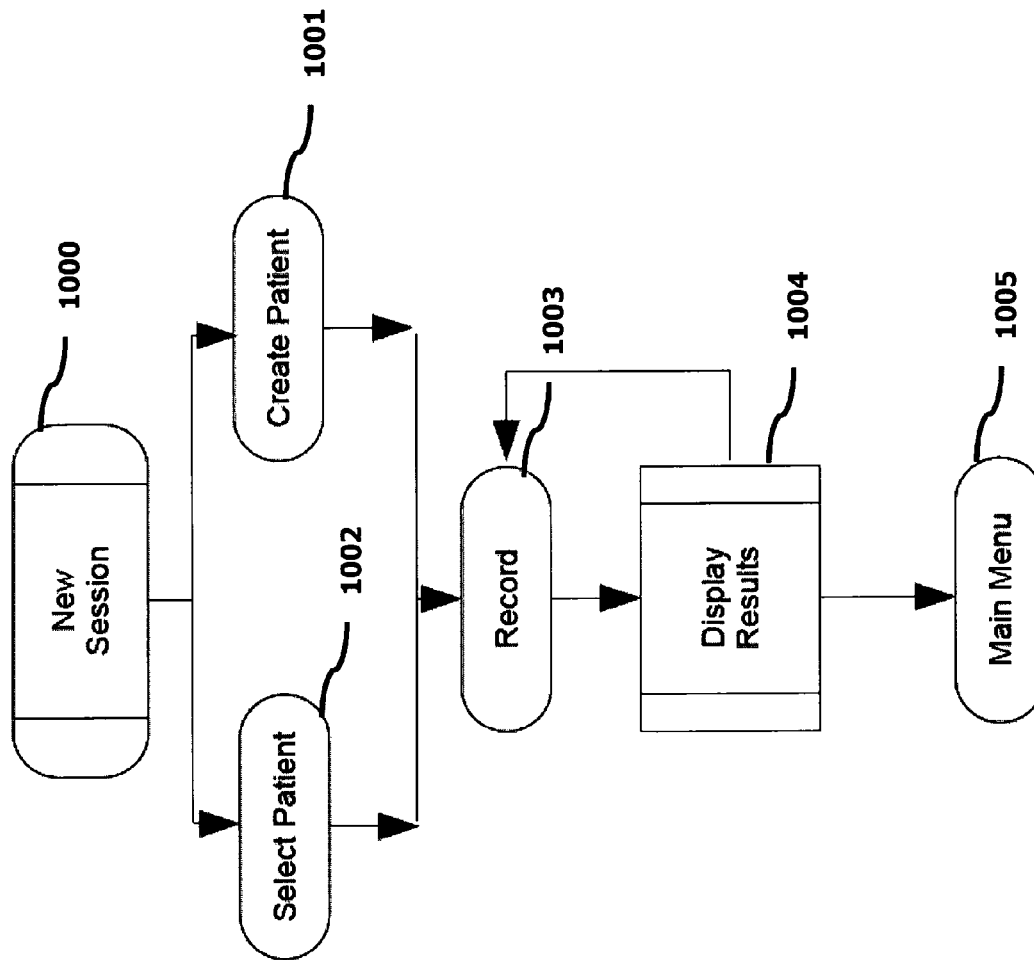 New
Session
1000
Create Patient
1001
Select Patient
1002
Record
1003
Display
Results
1004
Main Menu
1005